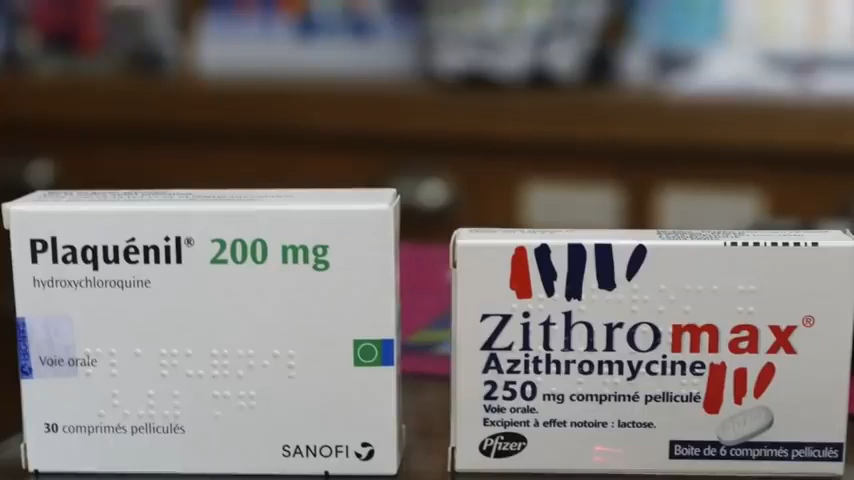 Plaquénil® 200 mg
hydroxychloroquine
Voie orale
30 comprimés pelliculés
SANOFI
Zithromax®
Azithromycine
250 mg comprimé pelliculé
Voie orale.
Excipient à effet notoire : lactose.
Pfizer
Boite de 6 comprimés pelliculés